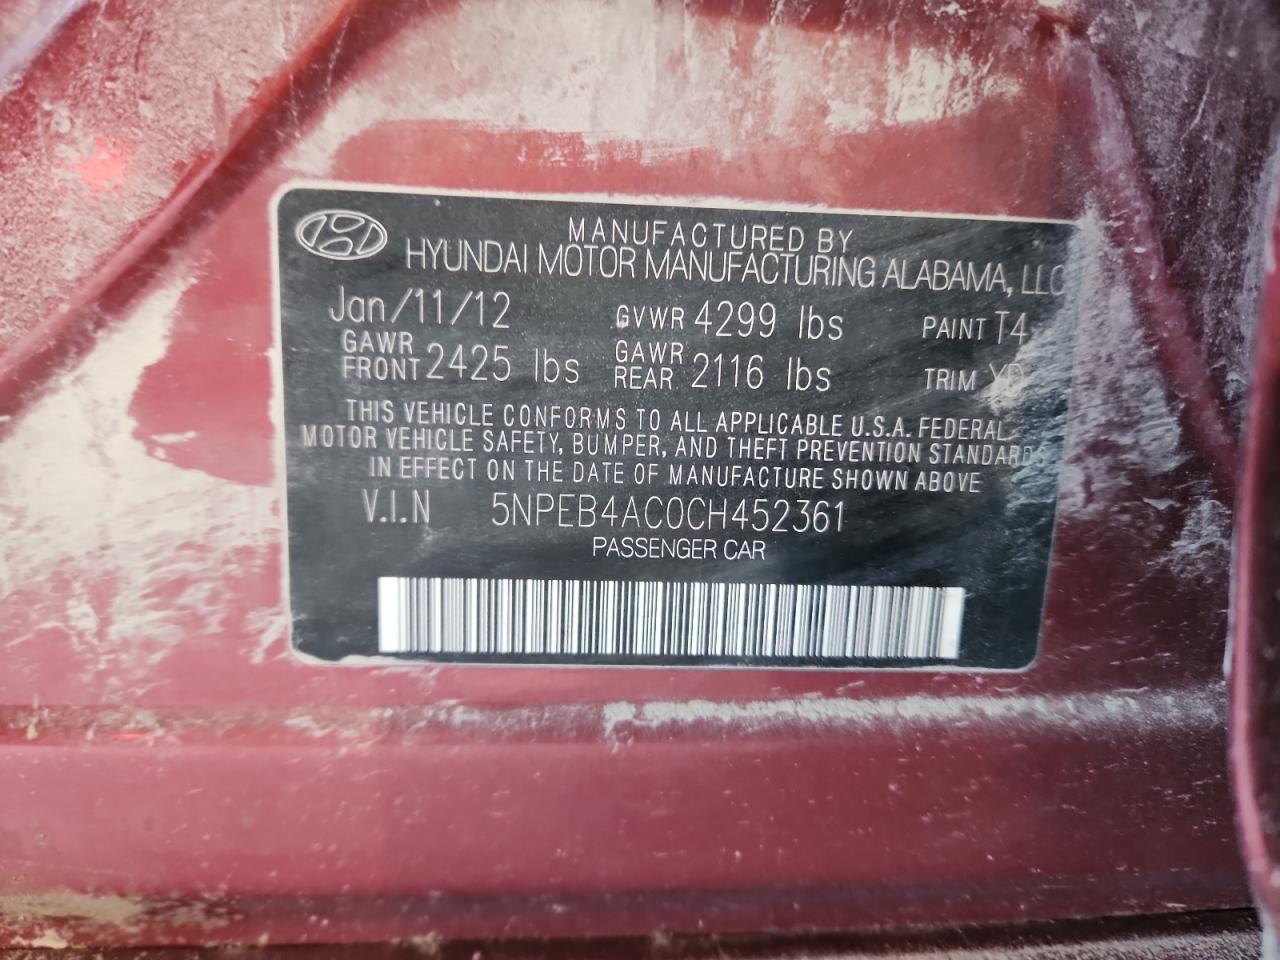 MANUFACTURED BY
HYUNDAI MOTOR MANUFACTURING ALABAMA, LLC
Jan/11/12 GVWR 4299 lbs PAINT T4
GAWR FRONT 2425 lbs GAWR REAR 2116 lbs TRIM
THIS VEHICLE CONFORMS TO ALL APPLICABLE U.S.A. FEDERAL
MOTOR VEHICLE SAFETY, BUMPER, AND THEFT PREVENTION STANDARDS
IN EFFECT ON THE DATE OF MANUFACTURE SHOWN ABOVE
V.I.N 5NPEB4AC0CH452361
PASSENGER CAR